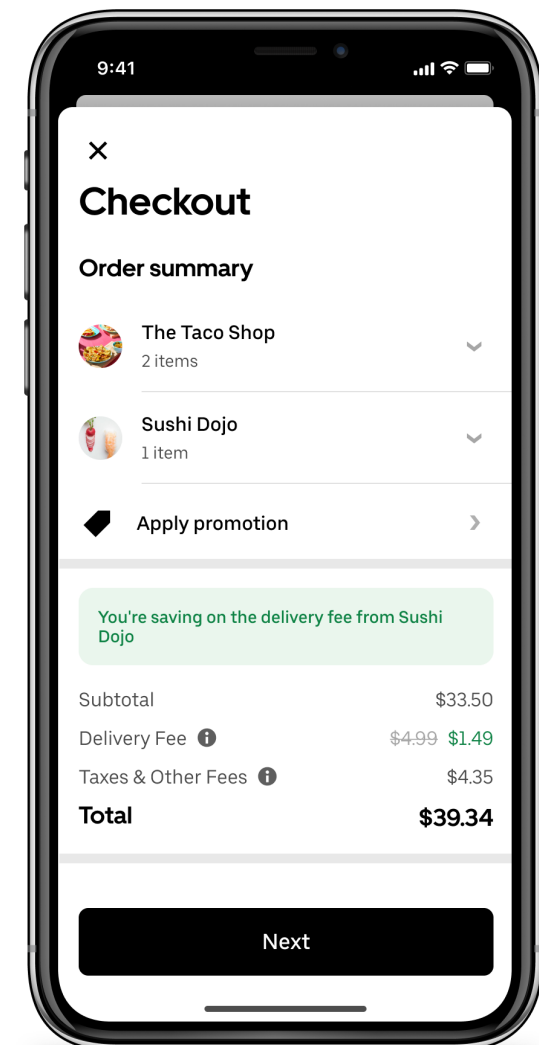 9:41
Checkout
Order summary
The Taco Shop
2 items
Sushi Dojo
1 item
Apply promotion
You're saving on the delivery fee from Sushi
Dojo
Subtotal $33.50
Delivery Fee $4.99 $1.49
Taxes & Other Fees $4.35
Total $39.34
Next